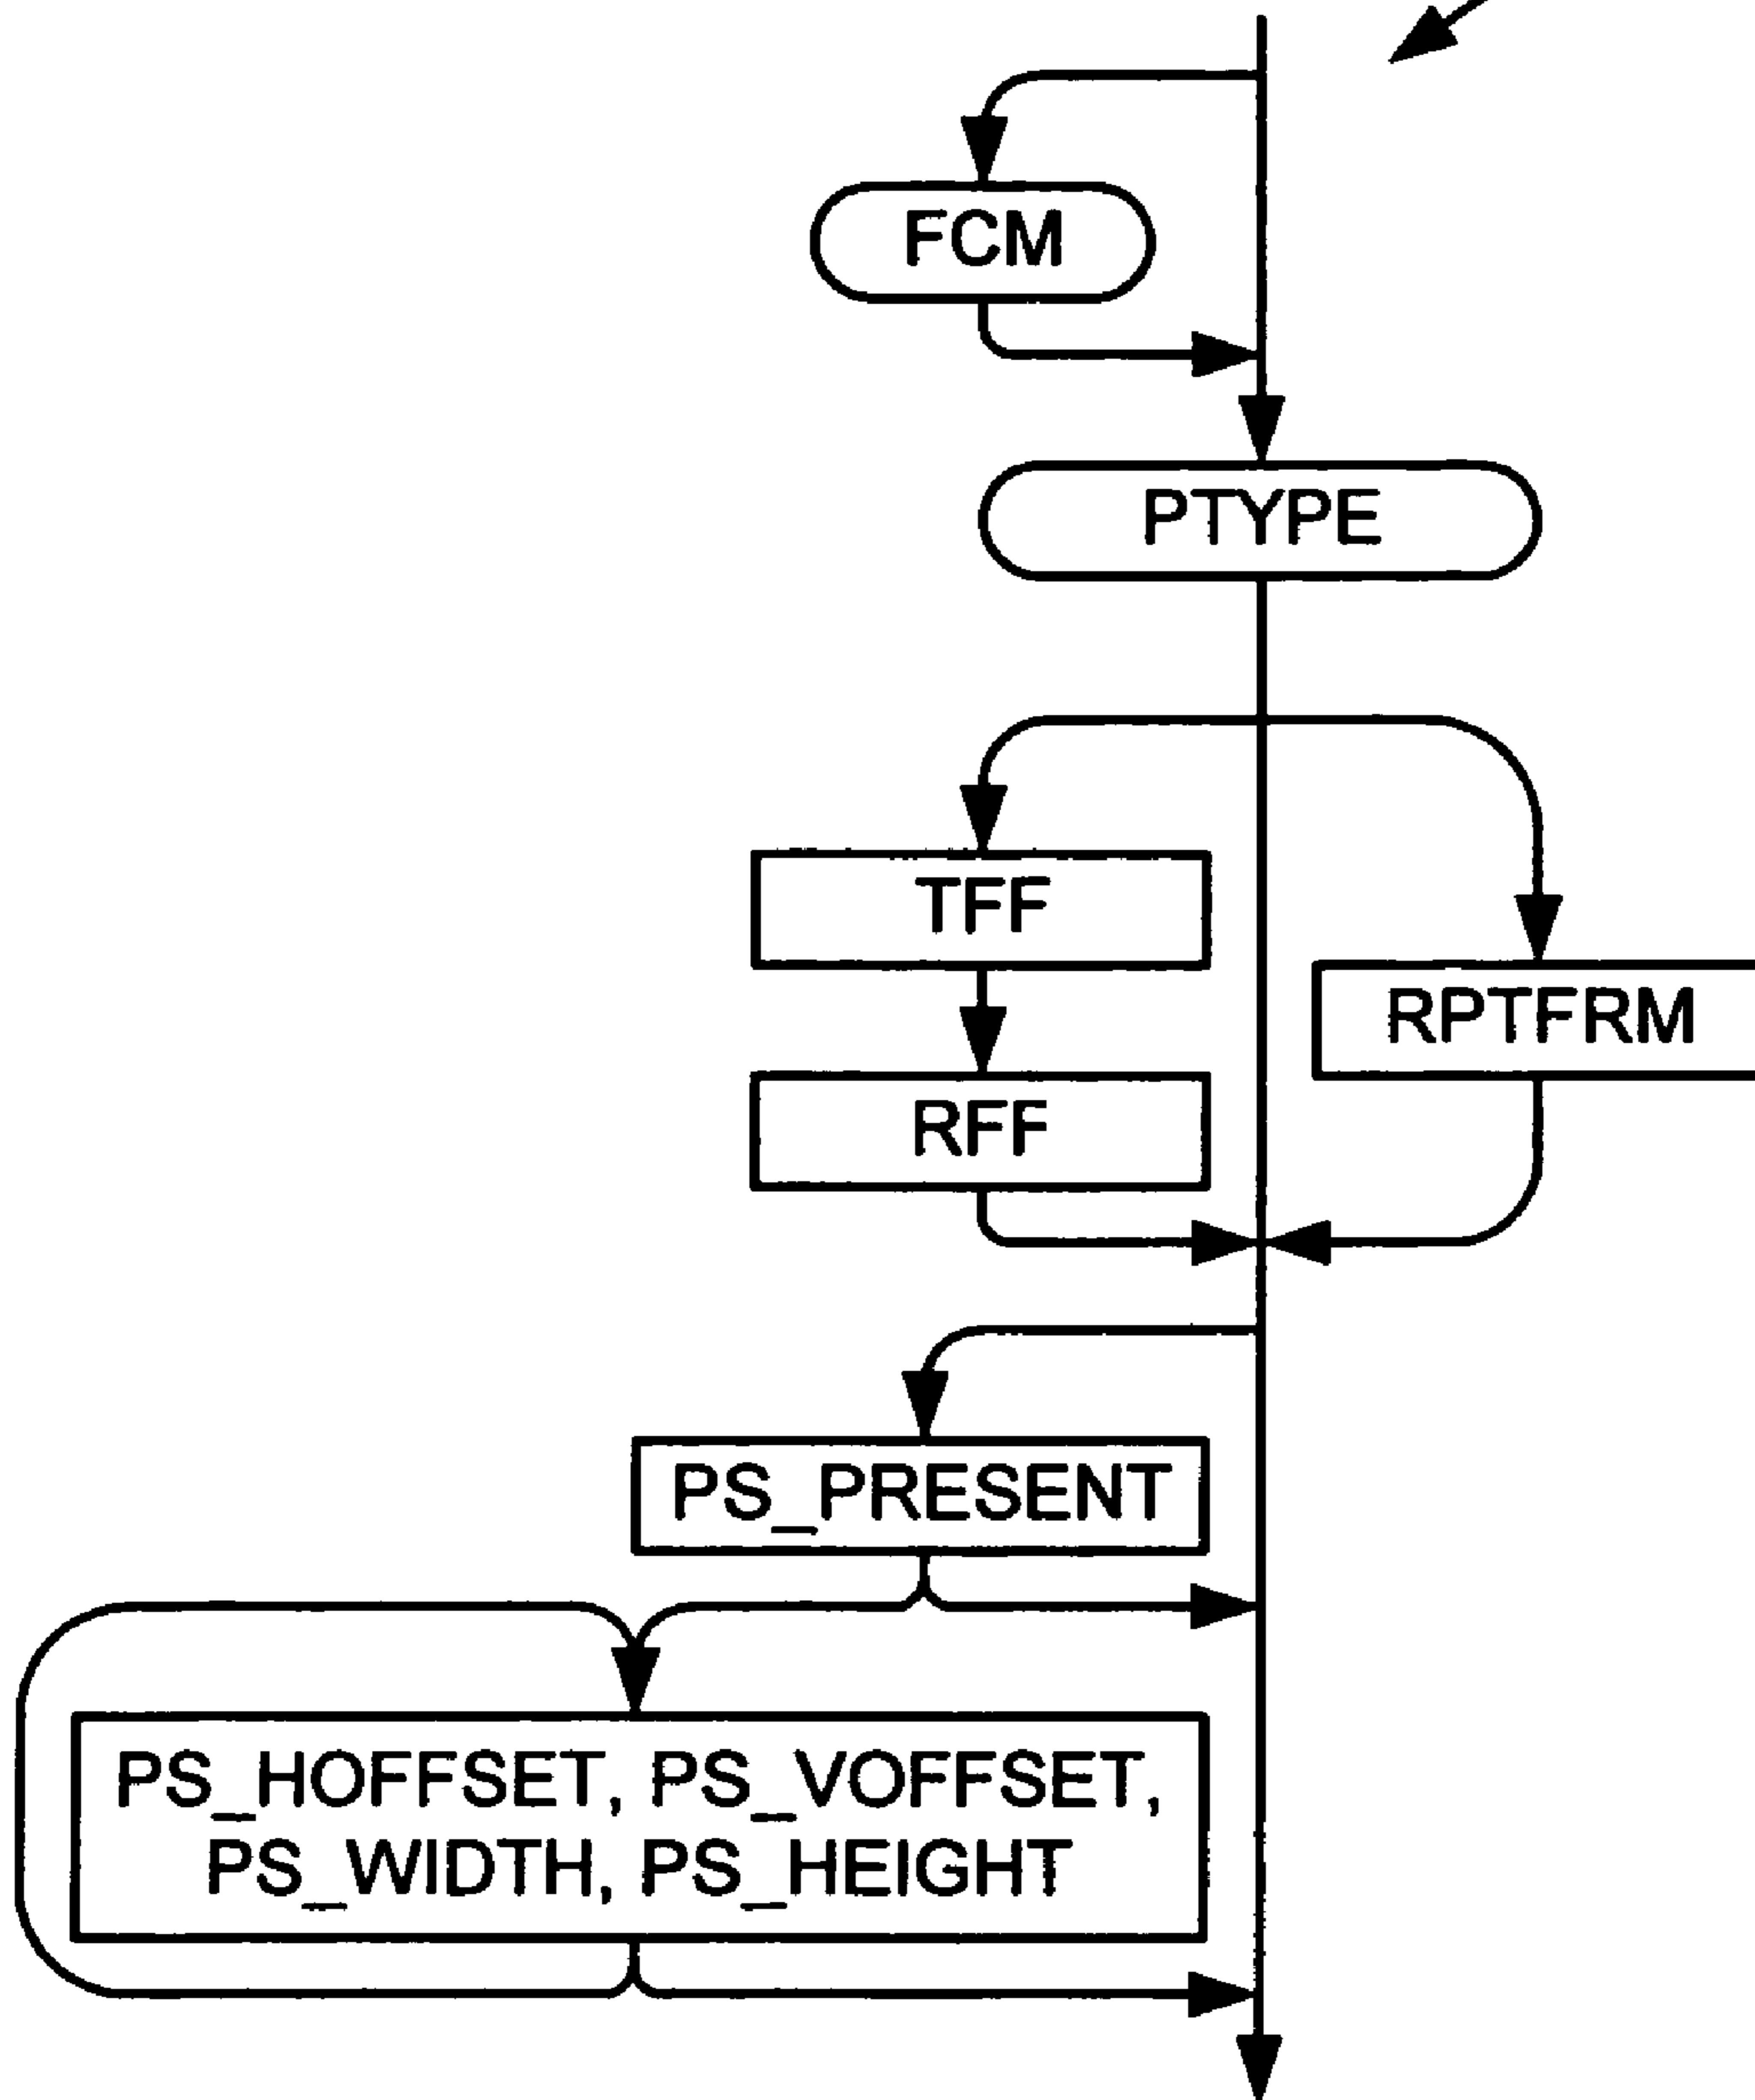 FCM
PTYPE
TFF
RPTFRM
RFF
PS_PRESENT
PS_HOFFSET, PS_VOFFSET,
PS_WIDTH, PS_HEIGHT